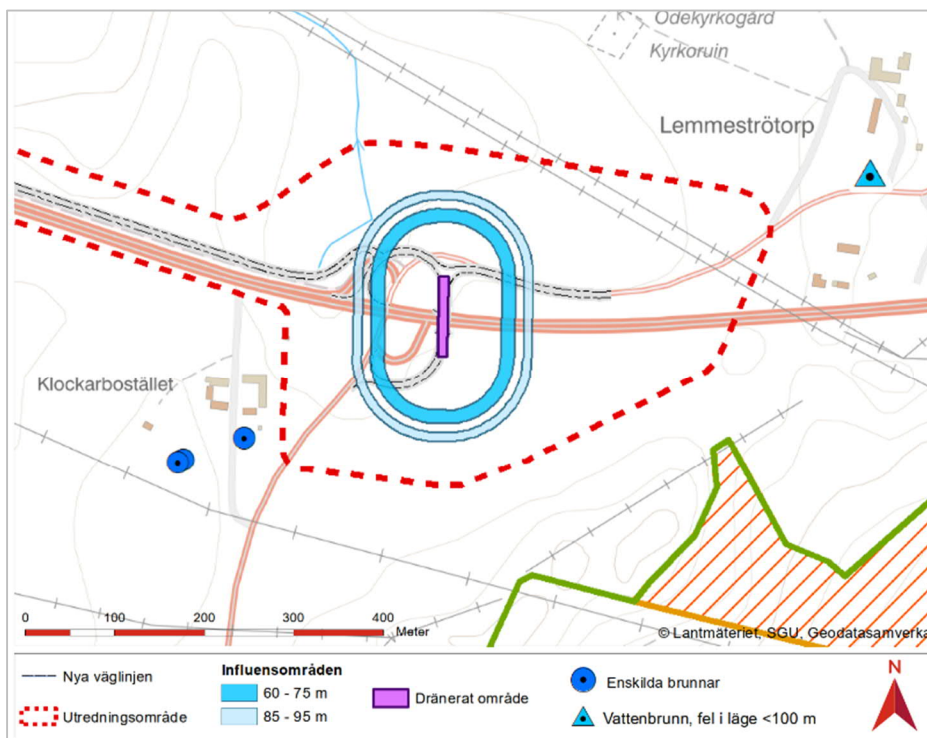 Ödekyrkogård
Kyrkoruin
Lemmeströtorp
Klockarbostället
0 100 200 300 400
Meter
© Lantmäteriet, SGU, Geodatasamverka
Nya väglinjen
Utredningsområde
Influensområden
60 - 75 m
85 - 95 m
Dränerat område
Enskilda brunnar
Vattenbrunn, fel i läge <100 m
N